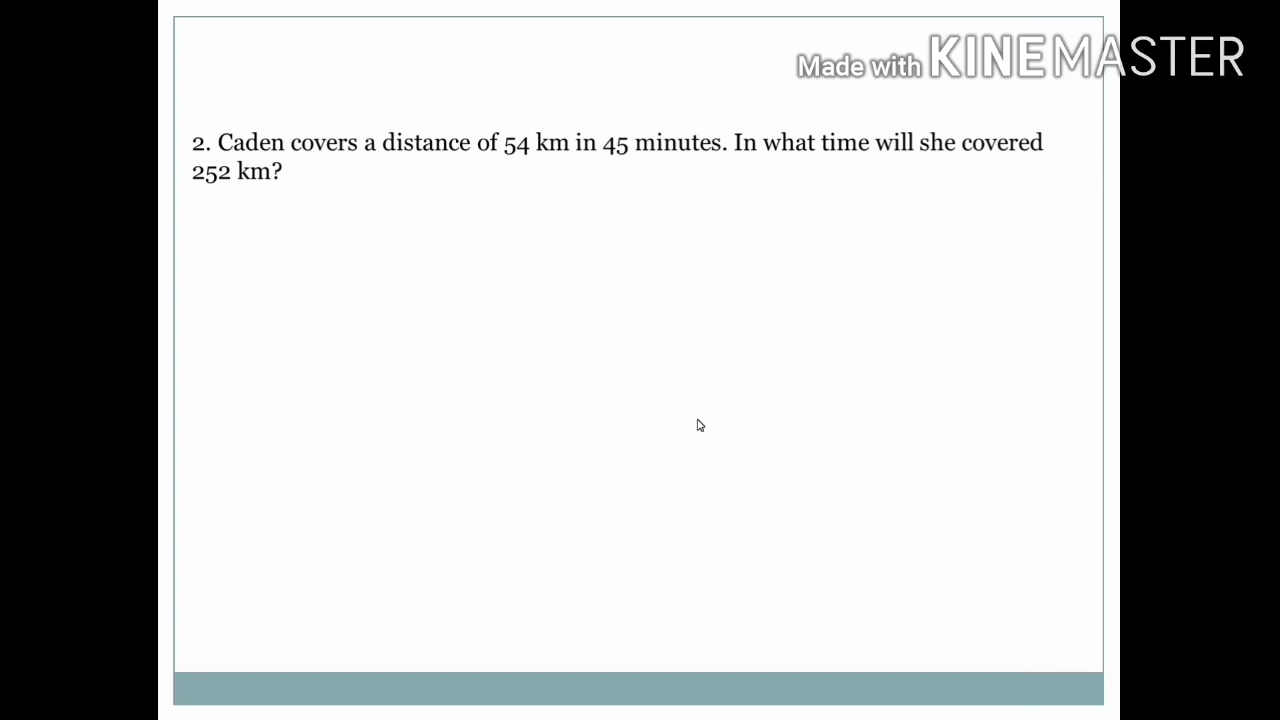 Made with KINEMASTER
2. Caden covers a distance of 54 km in 45 minutes. In what time will she covered
252 km?